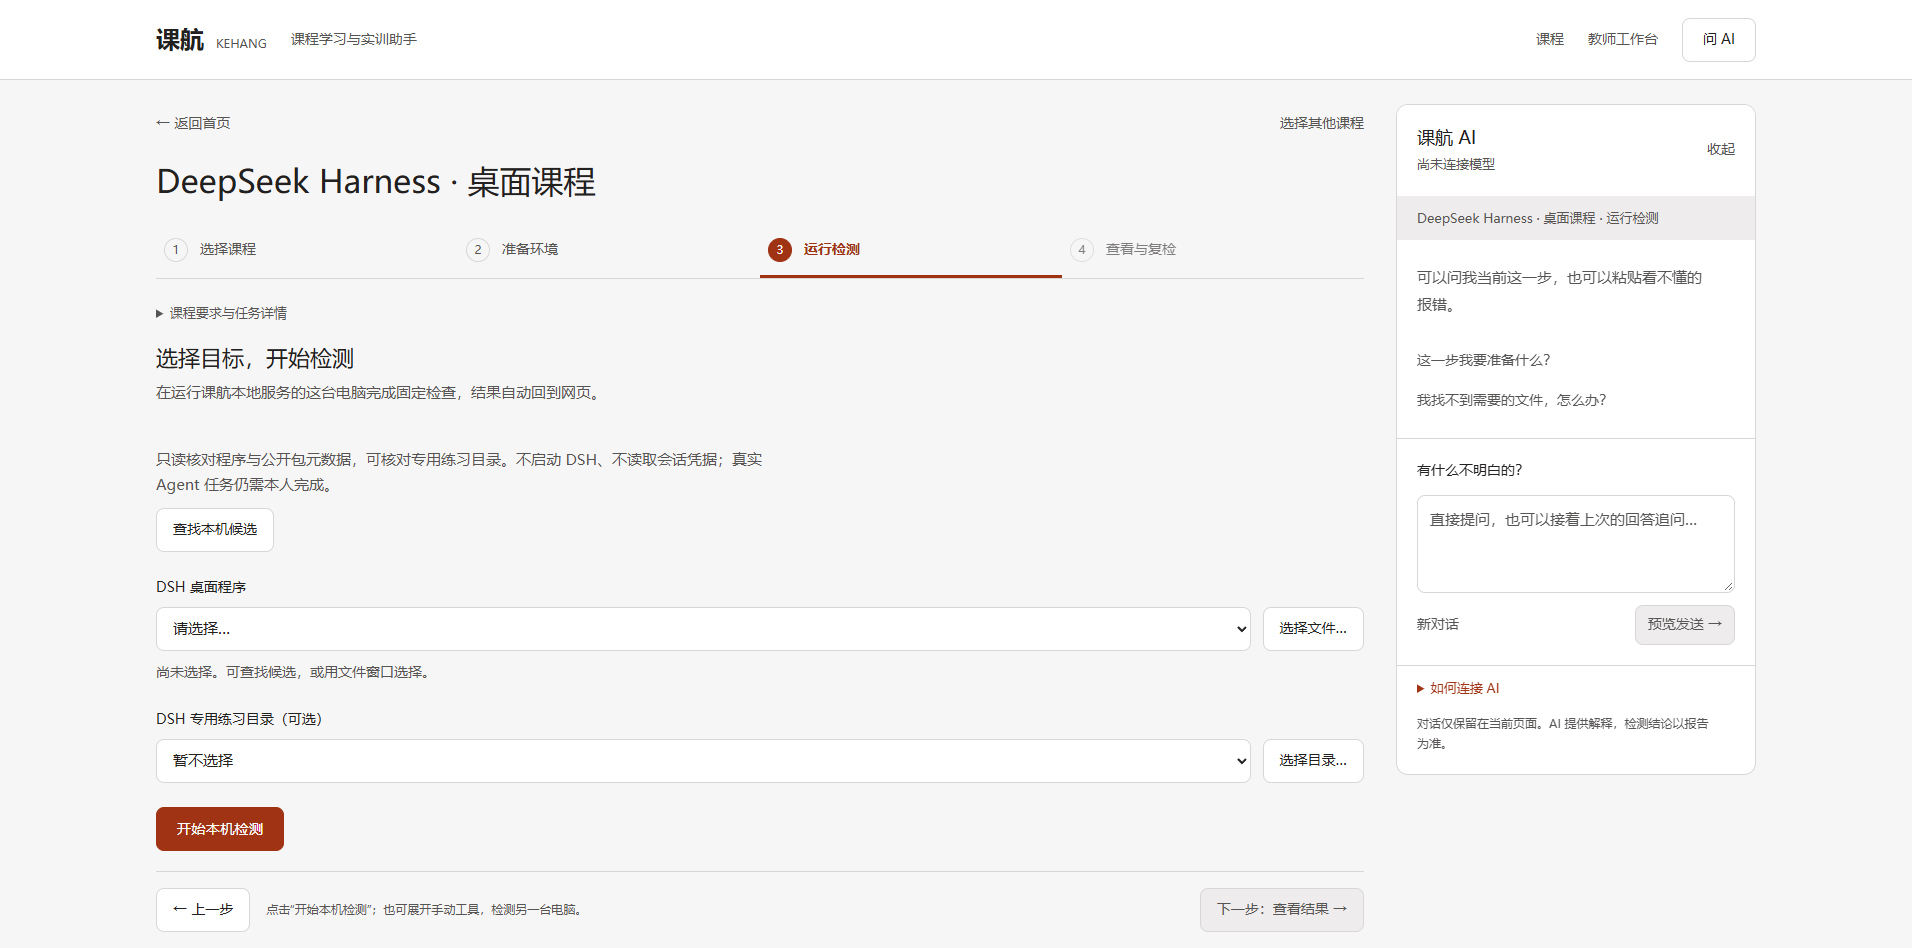 课航 KEHANG 课程学习与实训助手
课程 教师工作台 问 AI
← 返回首页
选择其他课程
DeepSeek Harness · 桌面课程
1 选择课程
2 准备环境
3 运行检测
4 查看与复检
▶ 课程要求与任务详情
选择目标，开始检测
在运行课航本地服务的这台电脑完成固定检查，结果自动回到网页。
只读核对程序与公开包元数据，可核对专用练习目录。不启动 DSH、不读取会话凭据；真实
Agent 任务仍需本人完成。
查找本机候选
DSH 桌面程序
请选择...
选择文件...
尚未选择。可查找候选，或用文件窗口选择。
DSH 专用练习目录（可选）
暂不选择
选择目录...
开始本机检测
← 上一步
点击“开始本机检测”；也可展开手动工具，检测另一台电脑。
下一步：查看结果 →
课航 AI
尚未连接模型
收起
DeepSeek Harness · 桌面课程 · 运行检测
可以问我当前这一步，也可以粘贴看不懂的
报错。
这一步我要准备什么？
我找不到需要的文件，怎么办？
有什么不明白的？
直接提问，也可以接着上次的回答追问...
新对话
预览发送 →
▶ 如何连接 AI
对话仅保留在当前页面。AI 提供解释，检测结论以报告
为准。